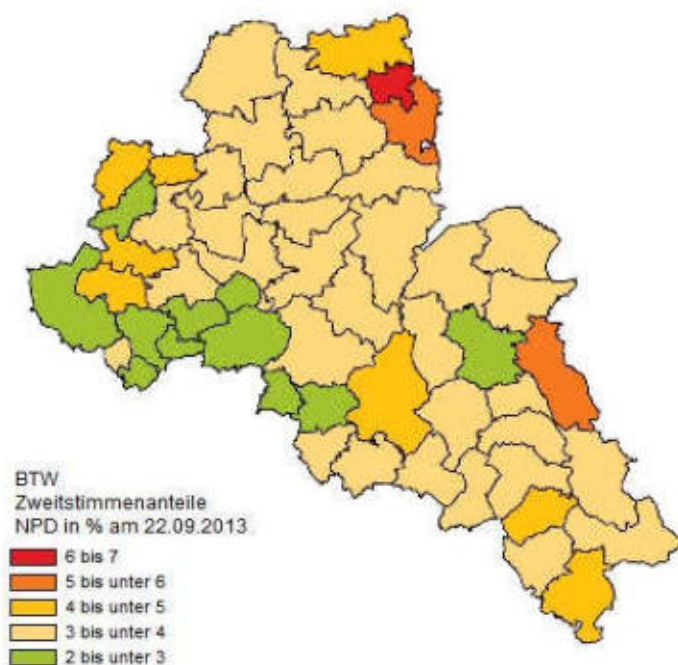 BTW
Zweitstimmenanteile
NPD in % am 22.09.2013
6 bis 7
5 bis unter 6
4 bis unter 5
3 bis unter 4
2 bis unter 3